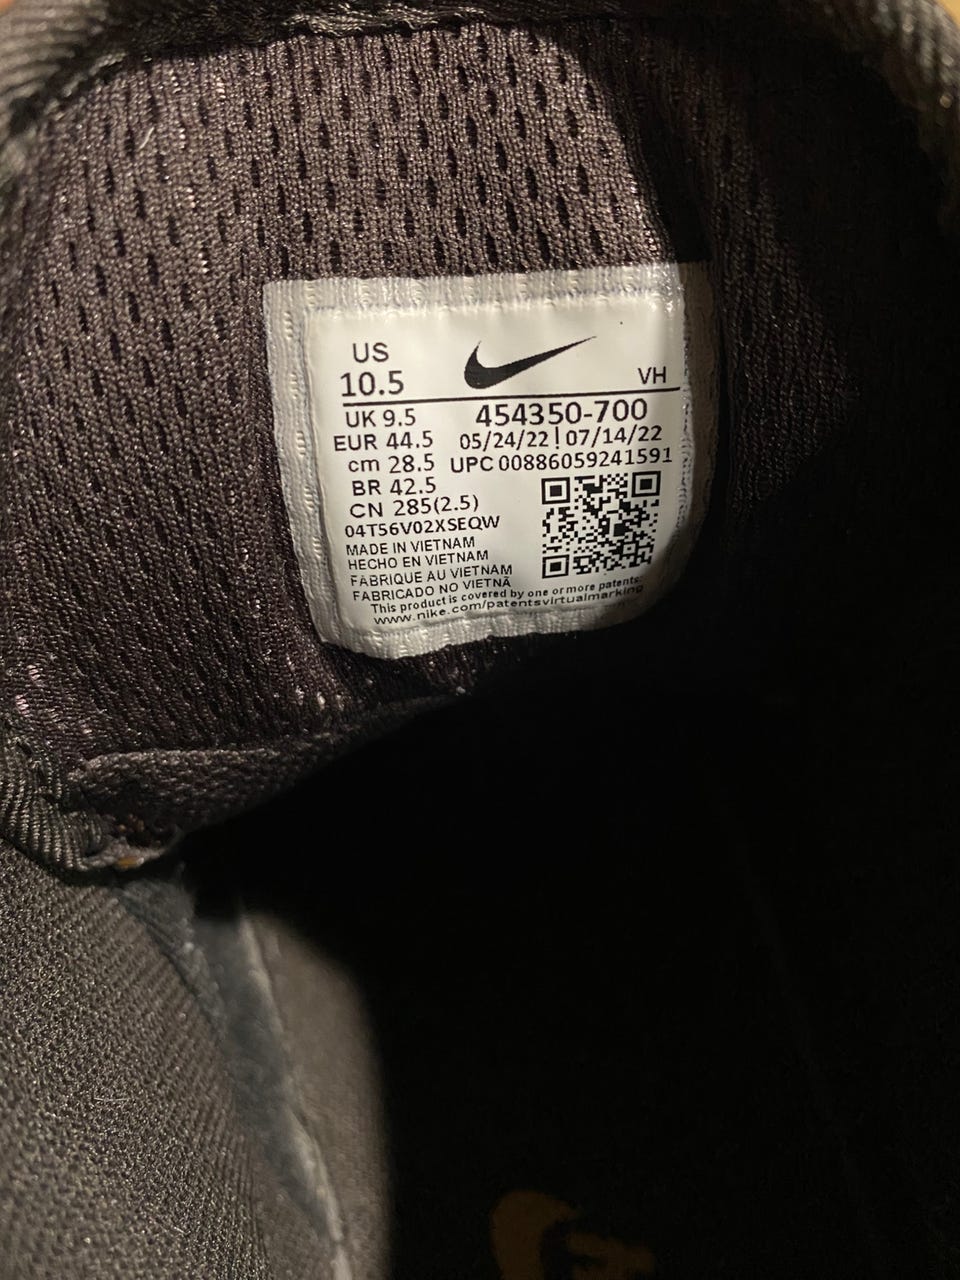 US
10.5
VH
UK 9.5
454350-700
EUR 44.5
05/24/22 | 07/14/22
cm 28.5
UPC 00886059241591
BR 42.5
CN 285(2.5)
04T56V02XSEQW
MADE IN VIETNAM
HECHO EN VIETNAM
FABRIQUE AU VIETNAM
FABRICADO NO VIETNÃ
This product is covered by one or more patents:
www.nike.com/patentsvirtualmarking